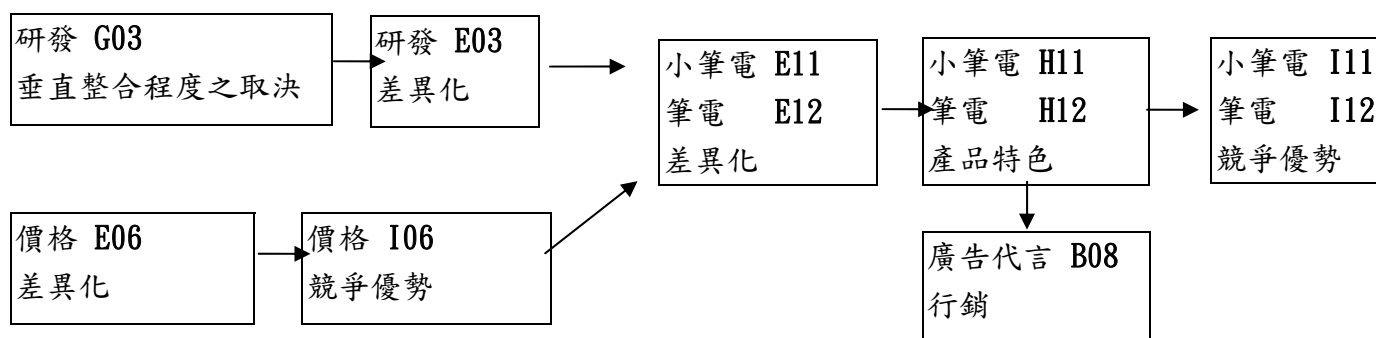 研發 G03
垂直整合程度之取決
研發 E03
差異化
小筆電 E11
筆電 E12
差異化
小筆電 H11
筆電 H12
產品特色
小筆電 I11
筆電 I12
競爭優勢
價格 E06
差異化
價格 I06
競爭優勢
廣告代言 B08
行銷